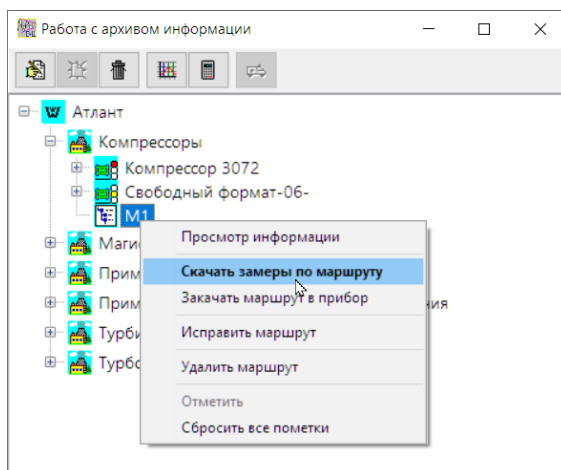 Работа с архивом информации
Атлант
Компрессоры
Компрессор 3072
Свободный формат-06-
М1
Просмотр информации
Скачать замеры по маршруту
Закачать маршрут в прибор
Исправить маршрут
Удалить маршрут
Отметить
Сбросить все пометки